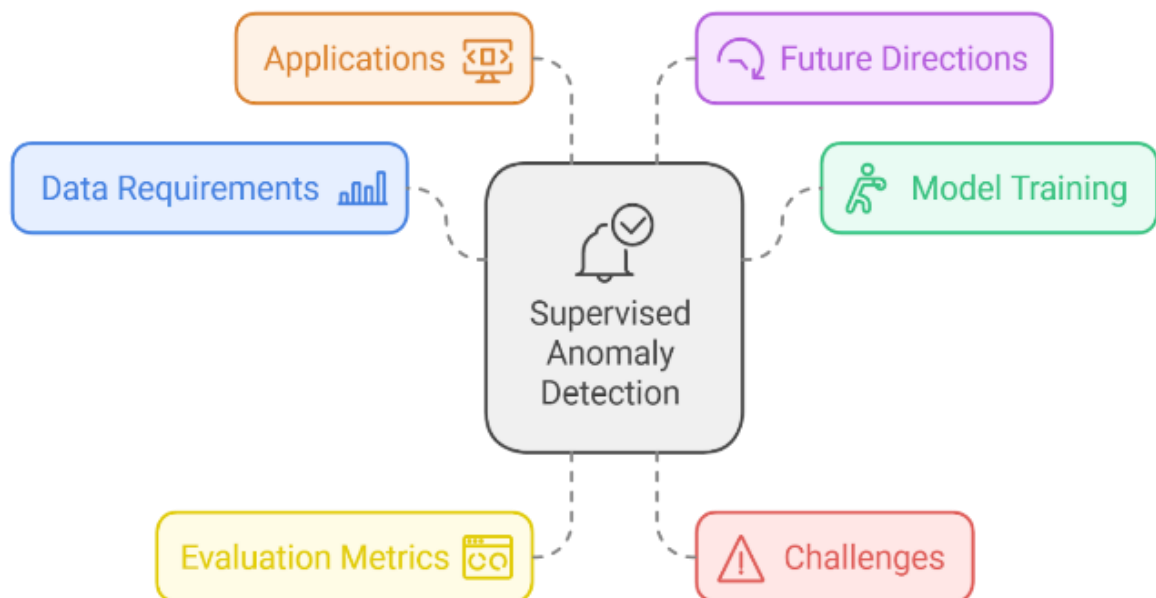 Applications
Future Directions
Data Requirements
Model Training
Supervised
Anomaly
Detection
Evaluation Metrics
Challenges